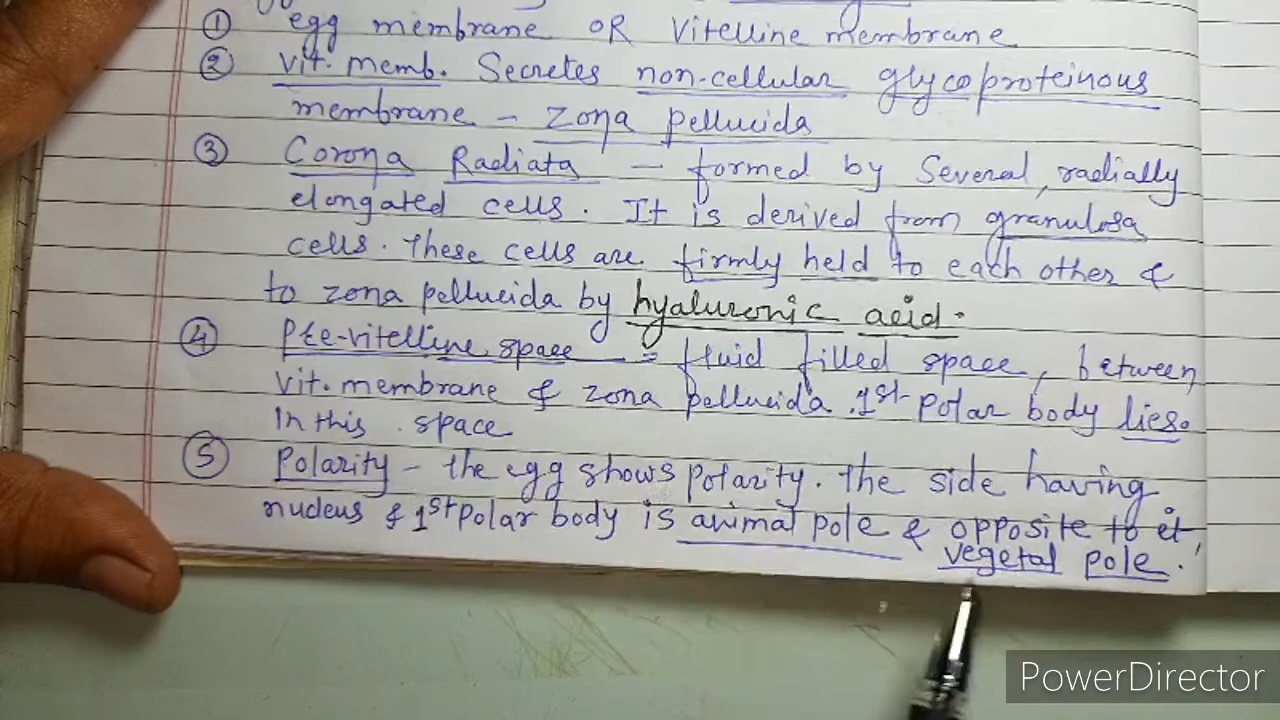 ① egg membrane OR Vitelline membrane
② Vit. memb. Secretes non-cellular glycoproteinous
membrane – Zona pellucida
③ Corona Radiata – formed by Several, radially
elongated cells. It is derived from granulosa
cells. These cells are firmly held to each other &
to zona pellucida by hyaluronic acid.
④ Pre-vitelline space = fluid filled space, between
Vit. membrane & zona pellucida. 1st polar body lies
In this space
⑤ Polarity – the egg shows polarity. The side having
nucleus & 1st polar body is animal pole & opposite to it,
vegetal pole.
PowerDirector